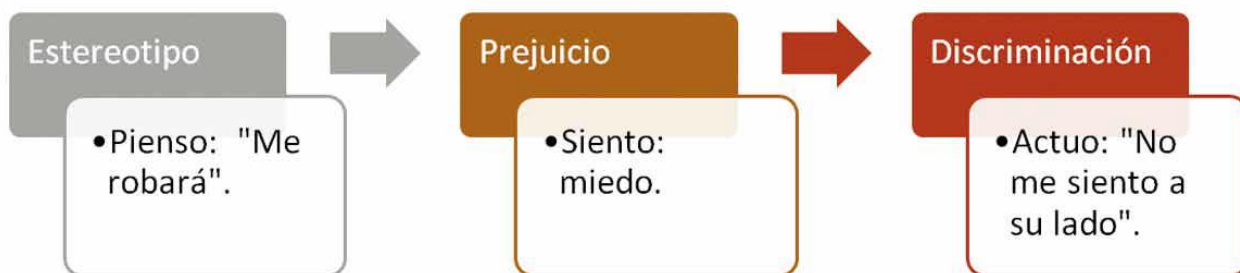 Estereotipo
•Pienso: "Me
robará".
Prejuicio
•Siento:
miedo.
Discriminación
•Actuo: "No
me siento a
su lado".